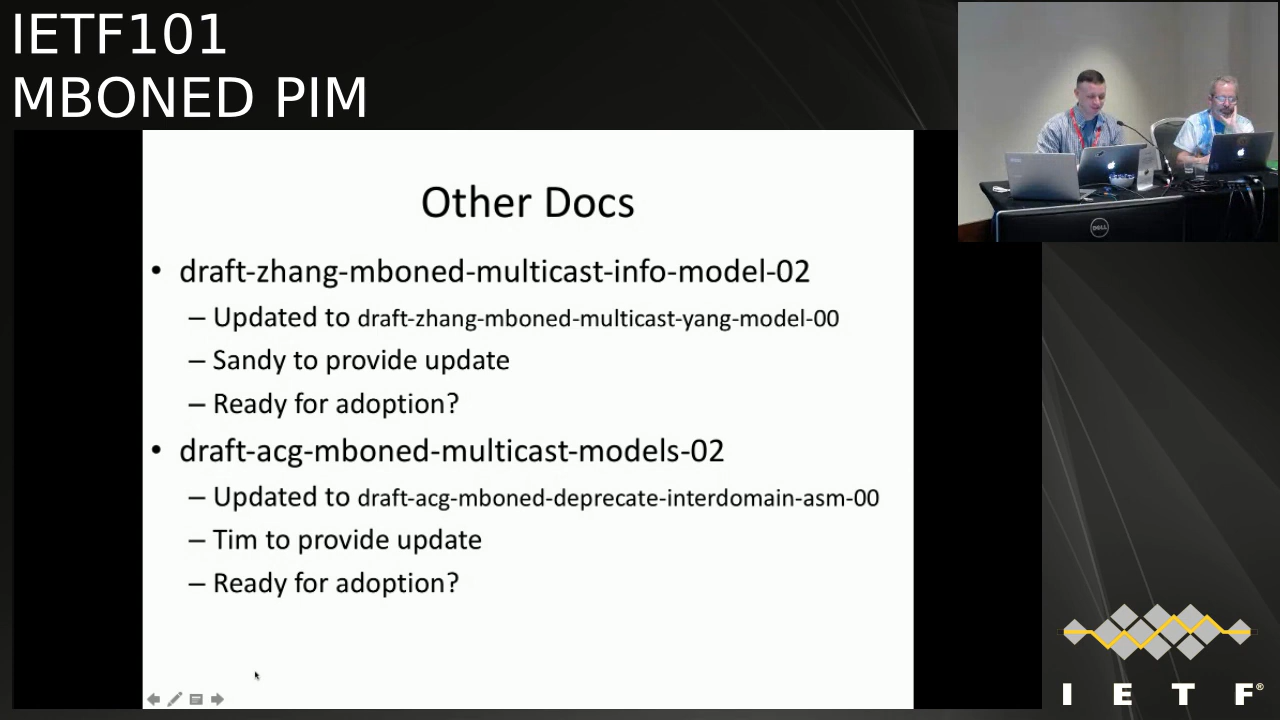 IETF101
MBONED PIM
Other Docs
• draft-zhang-mboned-multicast-info-model-02
– Updated to draft-zhang-mboned-multicast-yang-model-00
– Sandy to provide update
– Ready for adoption?
• draft-acg-mboned-multicast-models-02
– Updated to draft-acg-mboned-deprecate-interdomain-asm-00
– Tim to provide update
– Ready for adoption?
DELL
I E T F®